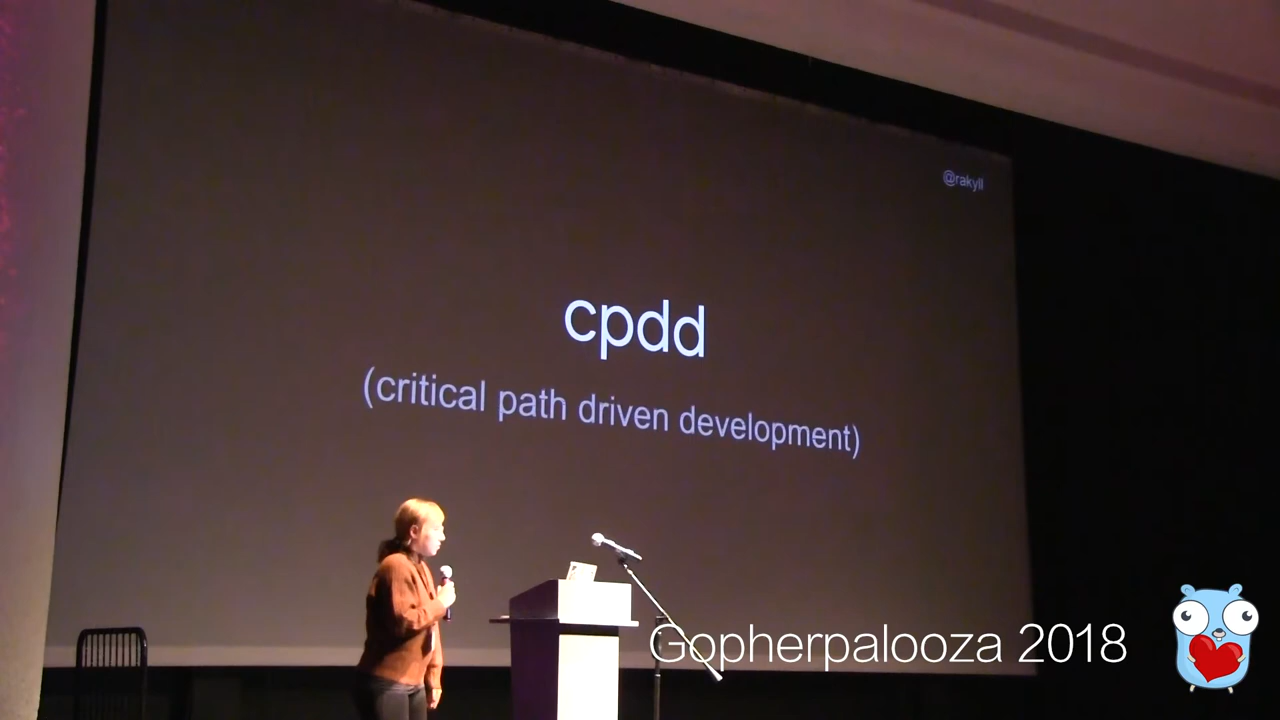 @rakyll
cpdd
(critical path driven development)
Gopherpalooza 2018